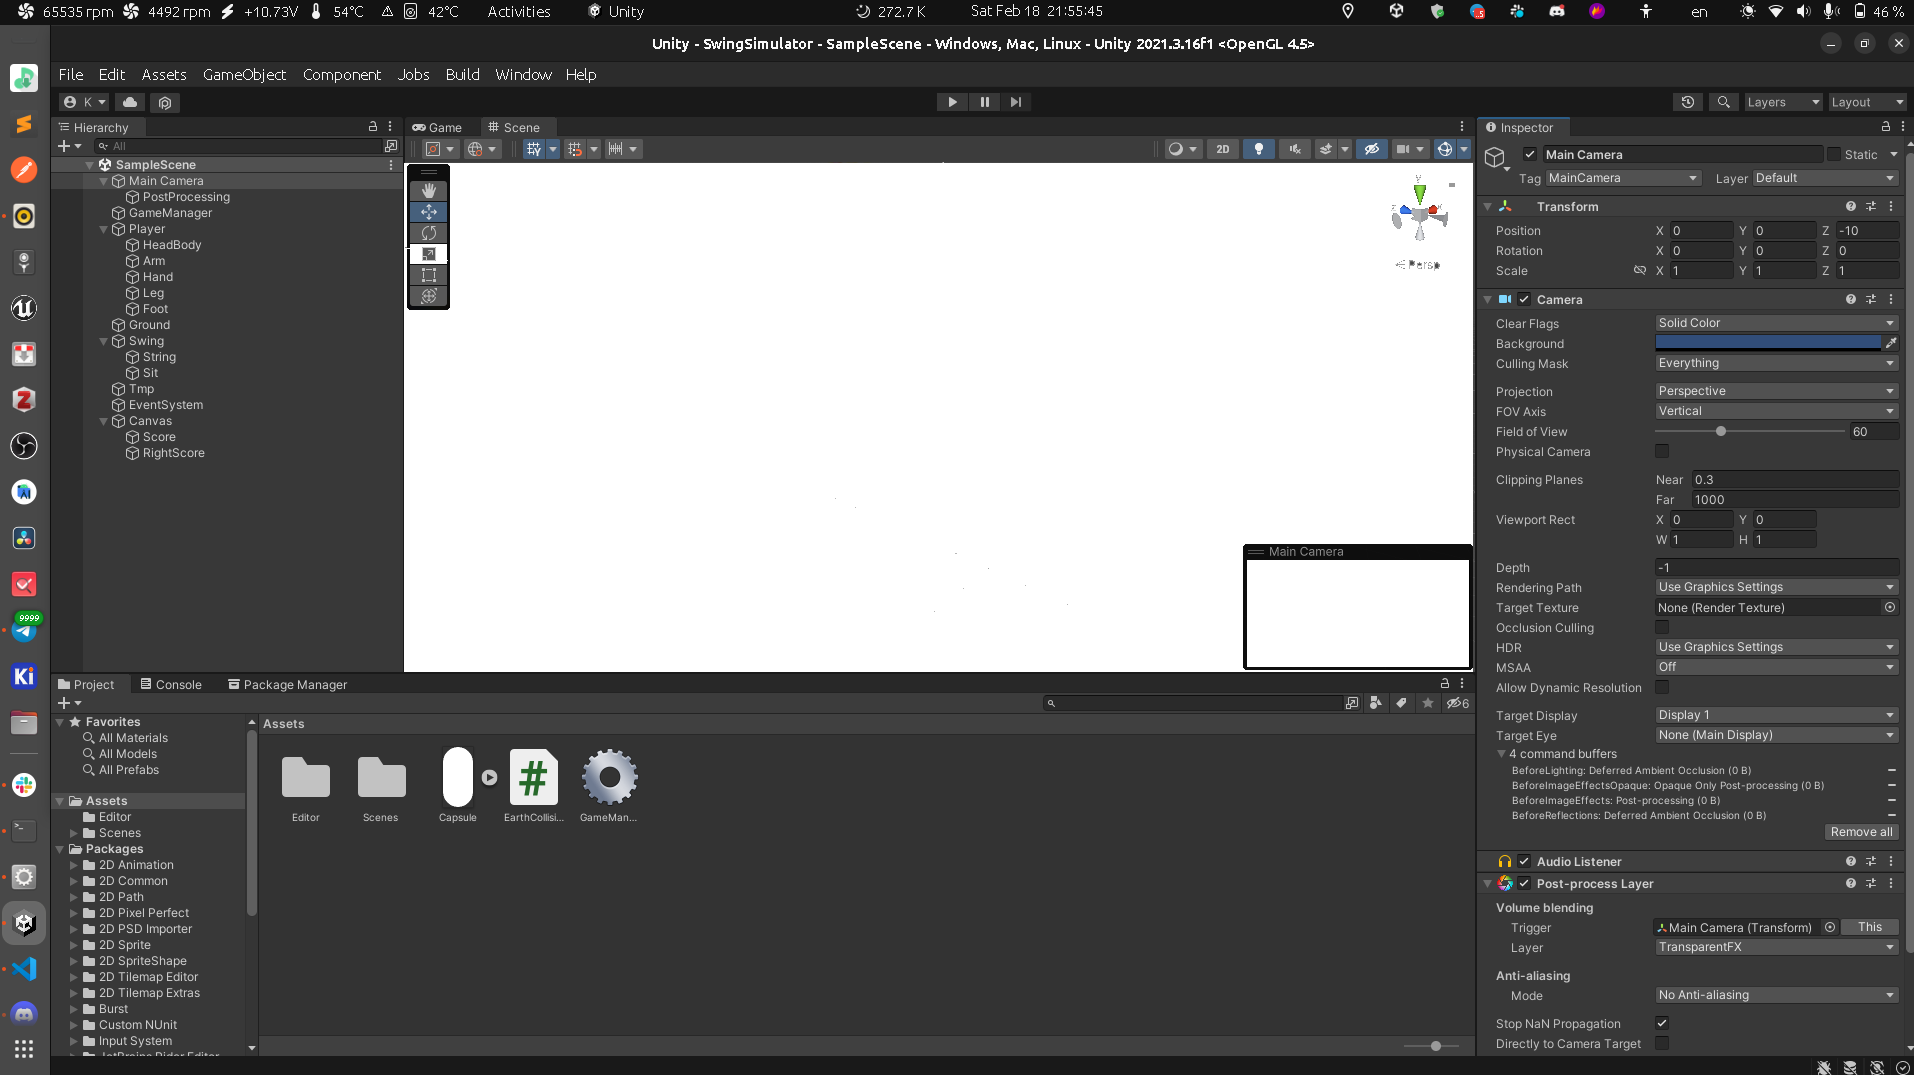 65535 rpm 4492 rpm +10.73V 54°C 42°C Activities Unity 272.7 K Sat Feb 18 21:55:45 en 46 %
Unity - SwingSimulator - SampleScene - Windows, Mac, Linux - Unity 2021.3.16f1 <OpenGL 4.5>
File Edit Assets GameObject Component Jobs Build Window Help
K Layers Layout
Hierarchy
All
SampleScene
Main Camera
PostProcessing
GameManager
Player
HeadBody
Arm
Hand
Leg
Foot
Ground
Swing
String
Sit
Tmp
EventSystem
Canvas
Score
RightScore
Game Scene
2D
Persp
Main Camera
Inspector
Main Camera Static
Tag MainCamera Layer Default
Transform
Position X 0 Y 0 Z -10
Rotation X 0 Y 0 Z 0
Scale X 1 Y 1 Z 1
Camera
Clear Flags Solid Color
Background
Culling Mask Everything
Projection Perspective
FOV Axis Vertical
Field of View 60
Physical Camera
Clipping Planes Near 0.3
Far 1000
Viewport Rect X 0 Y 0
W 1 H 1
Depth -1
Rendering Path Use Graphics Settings
Target Texture None (Render Texture)
Occlusion Culling
HDR Use Graphics Settings
MSAA Off
Allow Dynamic Resolution
Target Display Display 1
Target Eye None (Main Display)
4 command buffers
BeforeLighting: Deferred Ambient Occlusion (0 B)
BeforeImageEffectsOpaque: Opaque Only Post-processing (0 B)
BeforeImageEffects: Post-processing (0 B)
BeforeReflections: Deferred Ambient Occlusion (0 B)
Remove all
Audio Listener
Post-process Layer
Volume blending
Trigger Main Camera (Transform) This
Layer TransparentFX
Anti-aliasing
Mode No Anti-aliasing
Stop NaN Propagation
Directly to Camera Target
Project Console Package Manager
6
Favorites
All Materials
All Models
All Prefabs
Assets
Editor
Scenes
Packages
2D Animation
2D Common
2D Path
2D Pixel Perfect
2D PSD Importer
2D Sprite
2D SpriteShape
2D Tilemap Editor
2D Tilemap Extras
Burst
Custom NUnit
Input System
JetBrains Rider Editor
Assets
Editor Scenes Capsule EarthCollisi... GameMan...
9999
Ki